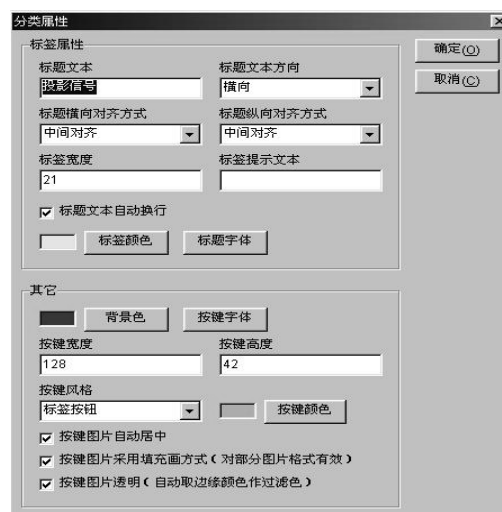 分类属性
标签属性
标题文本 标题文本方向
投影信号 横向
标题横向对齐方式 标题纵向对齐方式
中间对齐 中间对齐
标签宽度 标签提示文本
21
标题文本自动换行
标签颜色 标题字体
确定(O)
取消(C)
其它
背景色 按键字体
按键宽度 按键高度
128 42
按键风格
标签按钮 按键颜色
按键图片自动居中
按键图片采用填充画方式(对部分图片格式有效)
按键图片透明(自动取边缘颜色作过滤色)